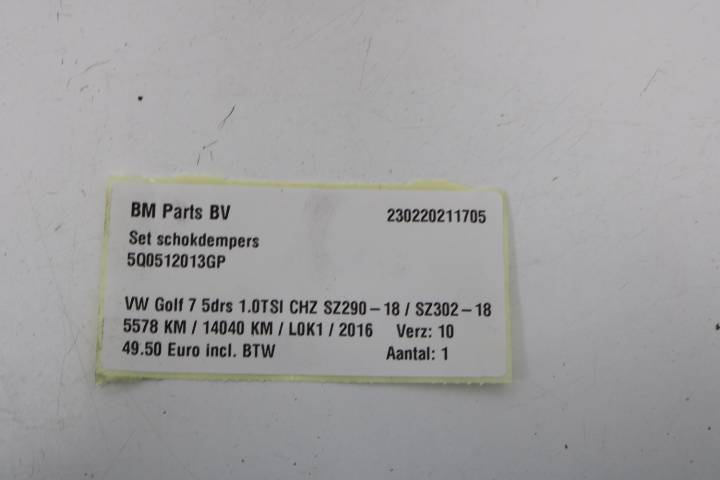 BM Parts BV 230220211705
Set schokdempers
5Q0512013GP
VW Golf 7 5drs 1.0TSI CHZ SZ290-18 / SZ302-18
5578 KM / 14040 KM / L0K1 / 2016 Verz: 10
49.50 Euro incl. BTW Aantal: 1